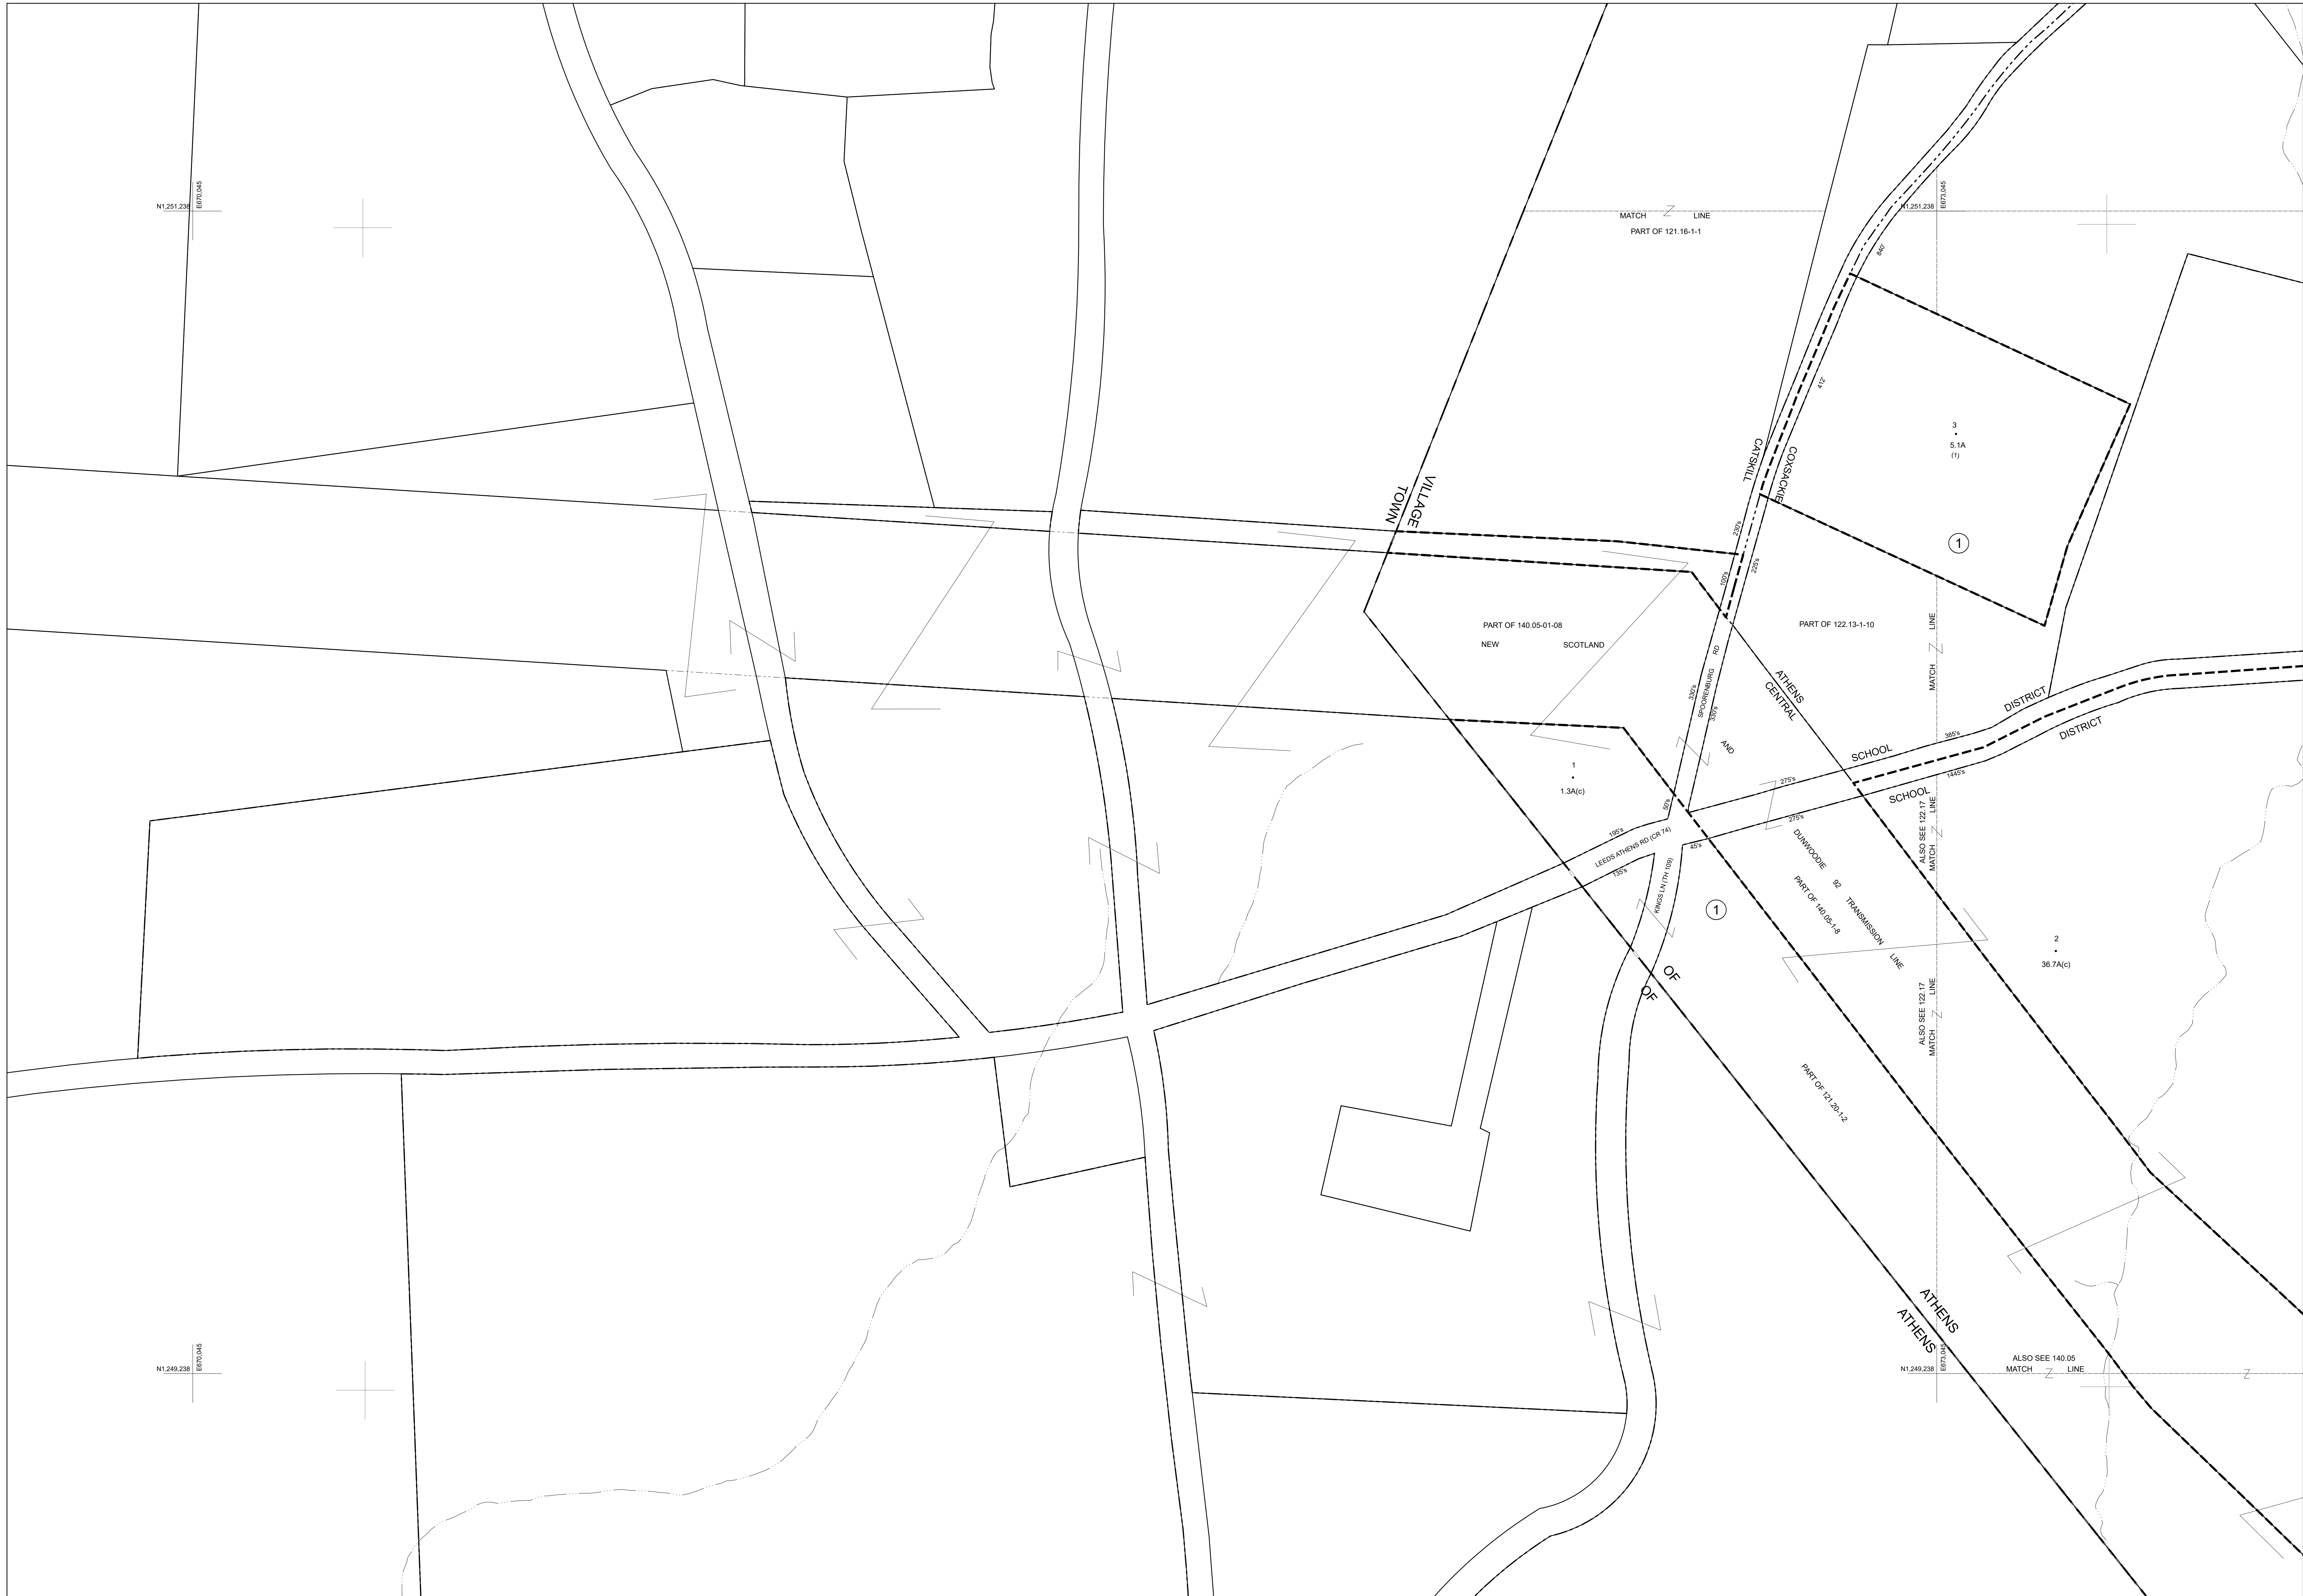 N1,251,238
E670,045
MATCH LINE
PART OF 121.16-1-1
N1,251,238
E673,045
840'
412'
3
5.1A
(1)
CATSKILL
COXSACKIE
VILLAGE
TOWN
230's
1
100's
225's
PART OF 140.05-01-08
NEW SCOTLAND
PART OF 122.13-1-10
MATCH LINE
SPOORENBURG RD
330's
330's
ATHENS
CENTRAL
AND
DISTRICT
DISTRICT
SCHOOL
SCHOOL
385's
1445's
275's
275's
1
1.3A(c)
50's
195's
LEEDS ATHENS RD (CR 74)
135's
45's
KINGS LN (TH 109)
1
ALSO SEE 122.17
MATCH LINE
DUNWOODIE 92 TRANSMISSION LINE
PART OF 140.05-1-8
2
36.7A(c)
OF
OF
ALSO SEE 122.17
MATCH LINE
PART OF 121.20-1-2
ATHENS
ATHENS
N1,249,238
E670,045
N1,249,238
E673,045
ALSO SEE 140.05
MATCH LINE